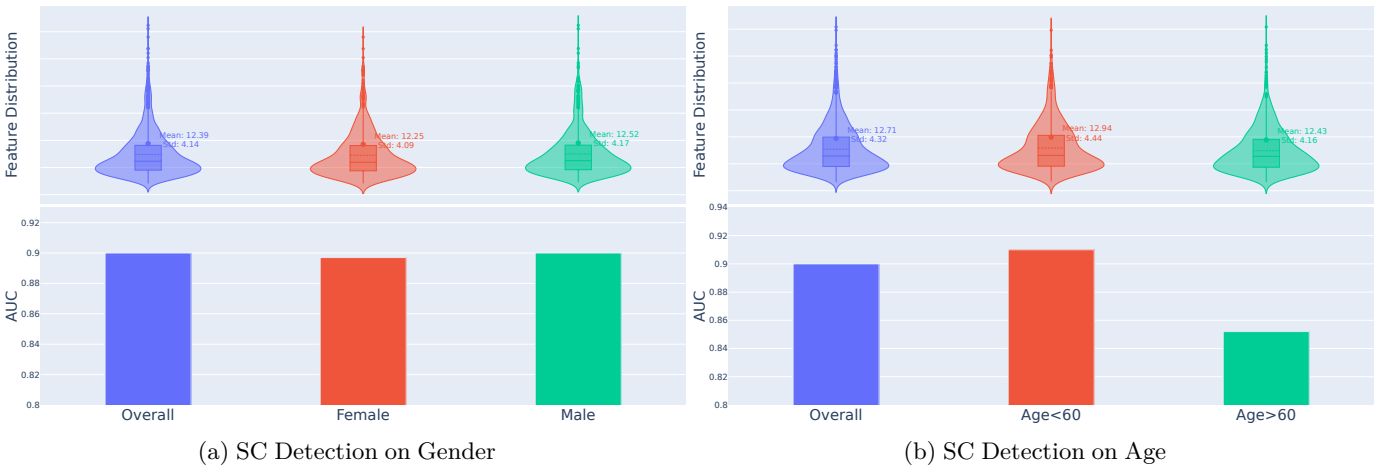 Feature Distribution
Mean: 12.39
Std: 4.14
Mean: 12.25
Std: 4.09
Mean: 12.52
Std: 4.17
AUC
0.92
0.9
0.88
0.86
0.84
0.82
0.8
Overall
Female
Male
(a) SC Detection on Gender
Feature Distribution
Mean: 12.71
Std: 4.32
Mean: 12.94
Std: 4.44
Mean: 12.43
Std: 4.16
AUC
0.94
0.92
0.9
0.88
0.86
0.84
0.82
0.8
Overall
Age<60
Age>60
(b) SC Detection on Age